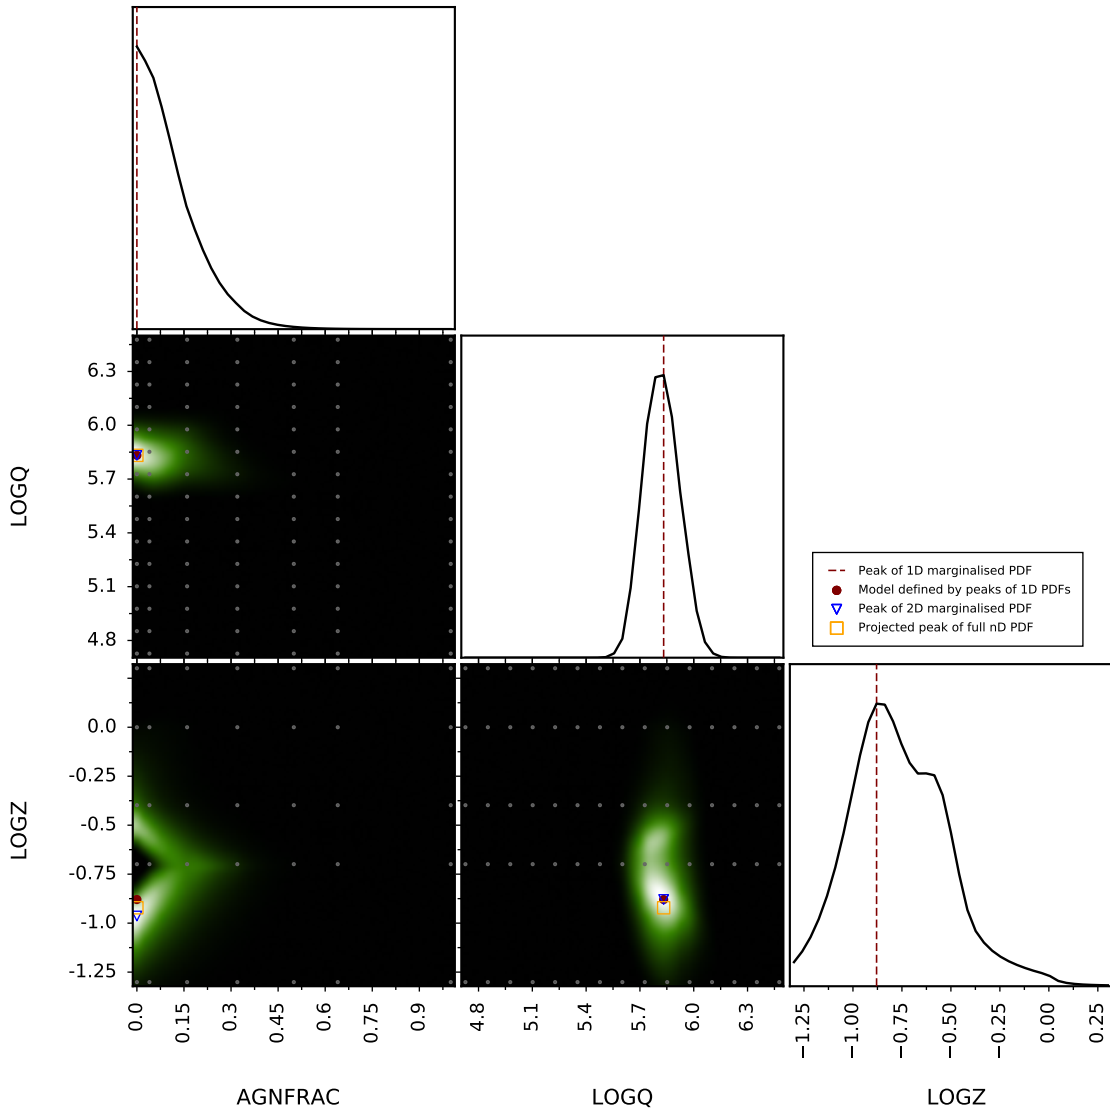 6.3
6.0
5.7
5.4
5.1
4.8
LOGQ
Peak of 1D marginalised PDF
Model defined by peaks of 1D PDFs
Peak of 2D marginalised PDF
Projected peak of full nD PDF
0.0
-0.25
-0.5
-0.75
-1.0
-1.25
LOGZ
0.0 0.15 0.3 0.45 0.6 0.75 0.9
4.8 5.1 5.4 5.7 6.0 6.3
−1.25 −1.00 −0.75 −0.50 −0.25 0.00 0.25
AGNFRAC LOGQ LOGZ